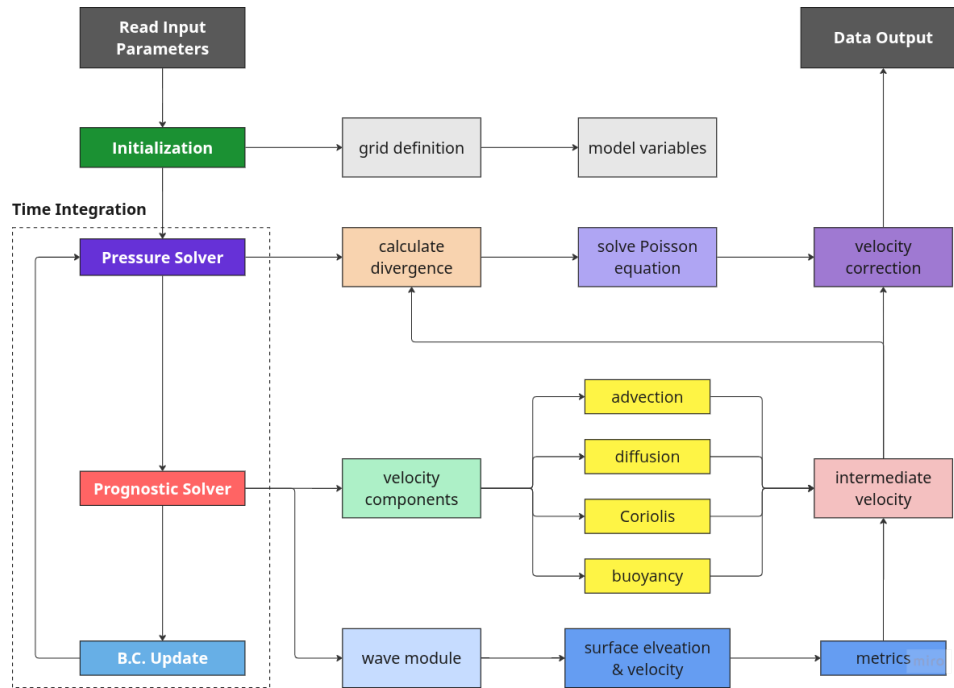 Read Input
Parameters
Data Output
Initialization
grid definition
model variables
Time Integration
Pressure Solver
calculate
divergence
solve Poisson
equation
velocity
correction
advection
diffusion
Prognostic Solver
velocity
components
Coriolis
intermediate
velocity
buoyancy
B.C. Update
wave module
surface elveation
& velocity
metrics
miro